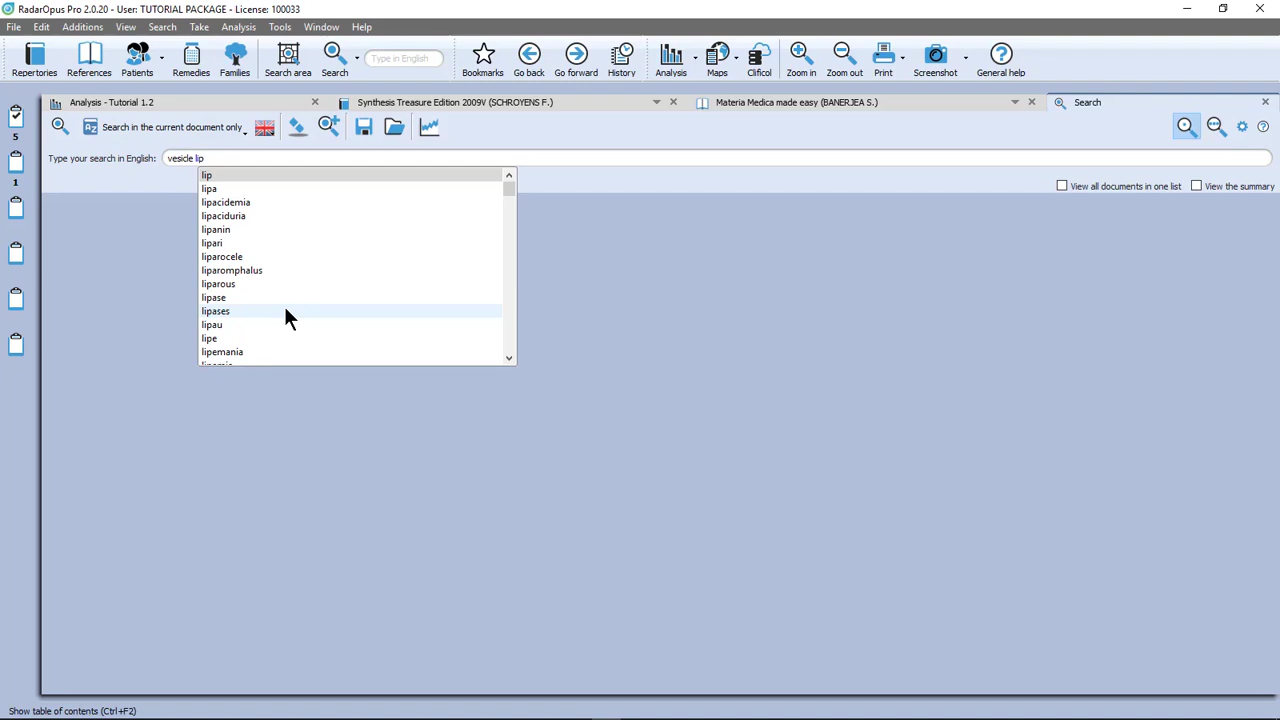 RadarOpus Pro 2.0.20 - User: TUTORIAL PACKAGE - License: 100033
File Edit Additions View Search Take Analysis Tools Window Help
Repertories References Patients Remedies Families Search area Search Type in English Bookmarks Go back Go forward History Analysis Maps Clificol Zoom in Zoom out Print Screenshot General help
Analysis - Tutorial 1.2 Synthesis Treasure Edition 2009V (SCHROYENS F.) Materia Medica made easy (BANERJEA S.) Search
5
Search in the current document only
Type your search in English: vesicle lip
1
View all documents in one list View the summary
lip
lipa
lipacidemia
lipaciduria
lipanin
lipari
liparocele
liparomphalus
liparous
lipase
lipases
lipau
lipe
lipemania
Show table of contents (Ctrl+F2)